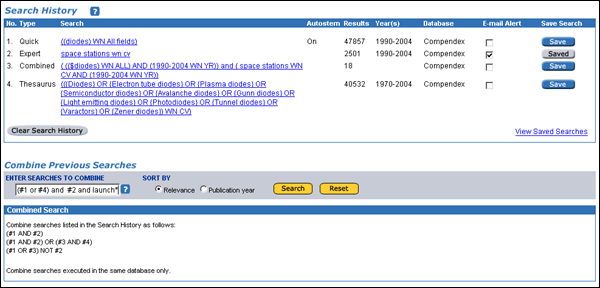 Search History ?
No. Type Search Autostem Results Year(s) Database E-mail Alert Save Search
1. Quick ((diodes) WN All fields) On 47857 1990-2004 Compendex Save
2. Expert space stations wn cv 2501 1990-2004 Compendex Saved
3. Combined ( (($diodes) WN ALL) AND (1990-2004 WN YR)) and ( space stations WN 18 Compendex Save
CV AND (1990-2004 WN YR))
4. Thesaurus (((Diodes) OR {Electron tube diodes} OR {Plasma diodes} OR 40532 1970-2004 Compendex Save
{Semiconductor diodes} OR {Avalanche diodes} OR {Gunn diodes} OR
{Light emitting diodes} OR {Photodiodes} OR {Tunnel diodes} OR
{Varactors} OR {Zener diodes}) WN CV)
Clear Search History View Saved Searches
Combine Previous Searches
ENTER SEARCHES TO COMBINE SORT BY
(#1 or #4) and #2 and launch* ? Relevance Publication year Search Reset
Combined Search
Combine searches listed in the Search History as follows:
(#1 AND #2)
(#1 AND #2) OR (#3 AND #4)
(#1 OR #3) NOT #2
Combine searches executed in the same database only.